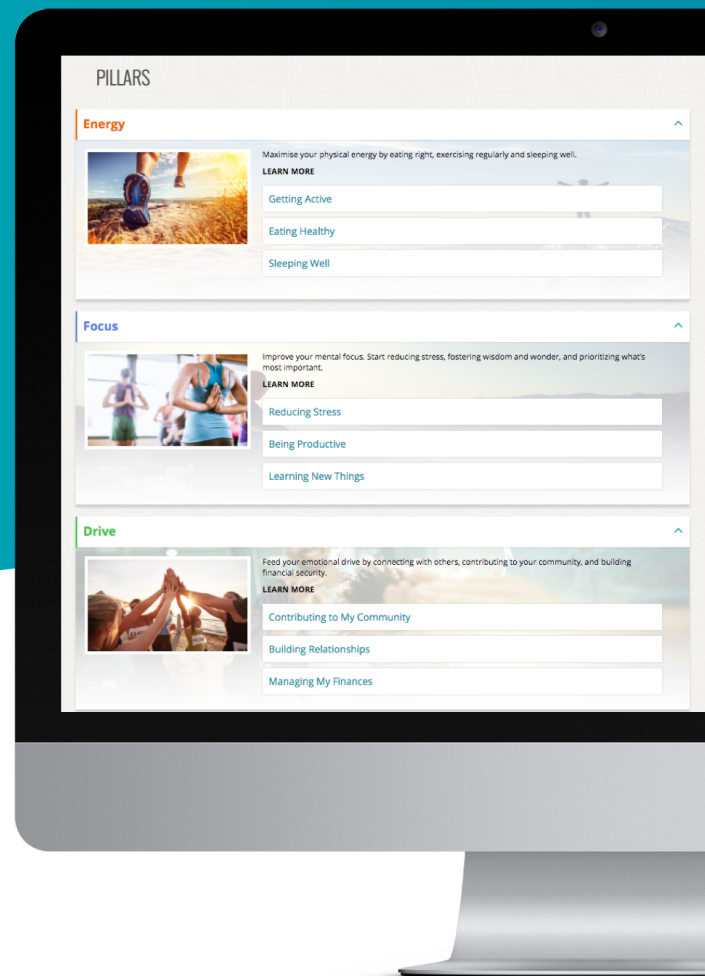 PILLARS
Energy
Maximise your physical energy by eating right, exercising regularly and sleeping well.
LEARN MORE
Getting Active
Eating Healthy
Sleeping Well
Focus
Improve your mental focus. Start reducing stress, fostering wisdom and wonder, and prioritizing what's
most important.
LEARN MORE
Reducing Stress
Being Productive
Learning New Things
Drive
Feed your emotional drive by connecting with others, contributing to your community, and building
financial security.
LEARN MORE
Contributing to My Community
Building Relationships
Managing My Finances